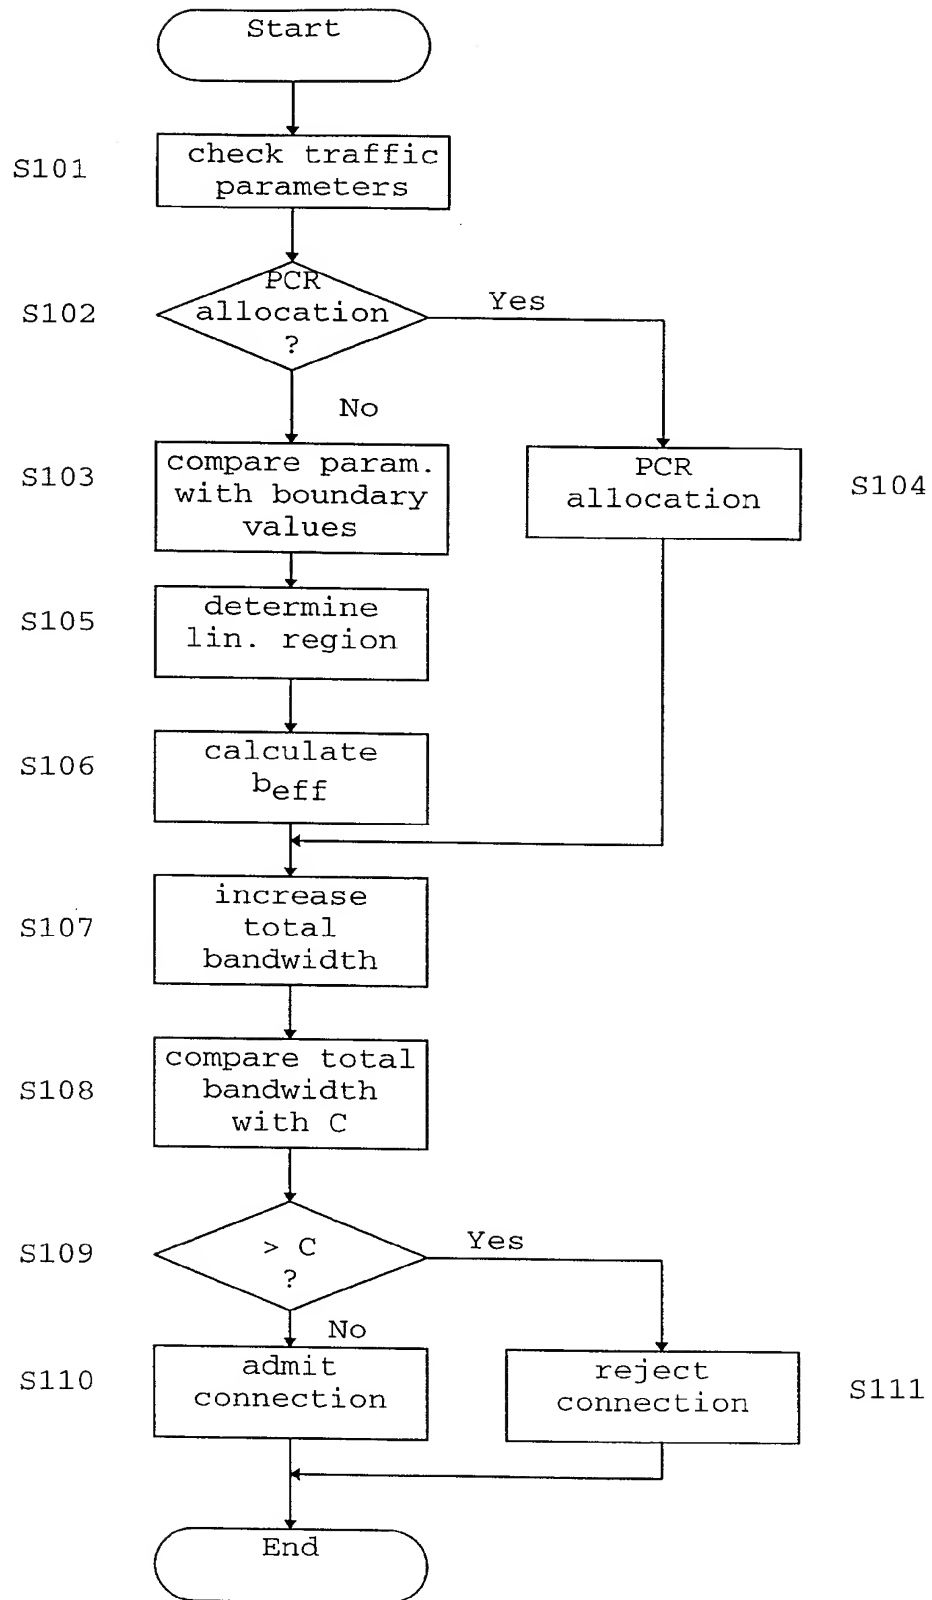 Start
S101
check traffic
parameters
S102
PCR
allocation
?
Yes
No
S103
compare param.
with boundary
values
PCR
allocation
S104
S105
determine
lin. region
S106
calculate
beff
S107
increase
total
bandwidth
S108
compare total
bandwidth
with C
S109
> C
?
Yes
No
S110
admit
connection
reject
connection
S111
End